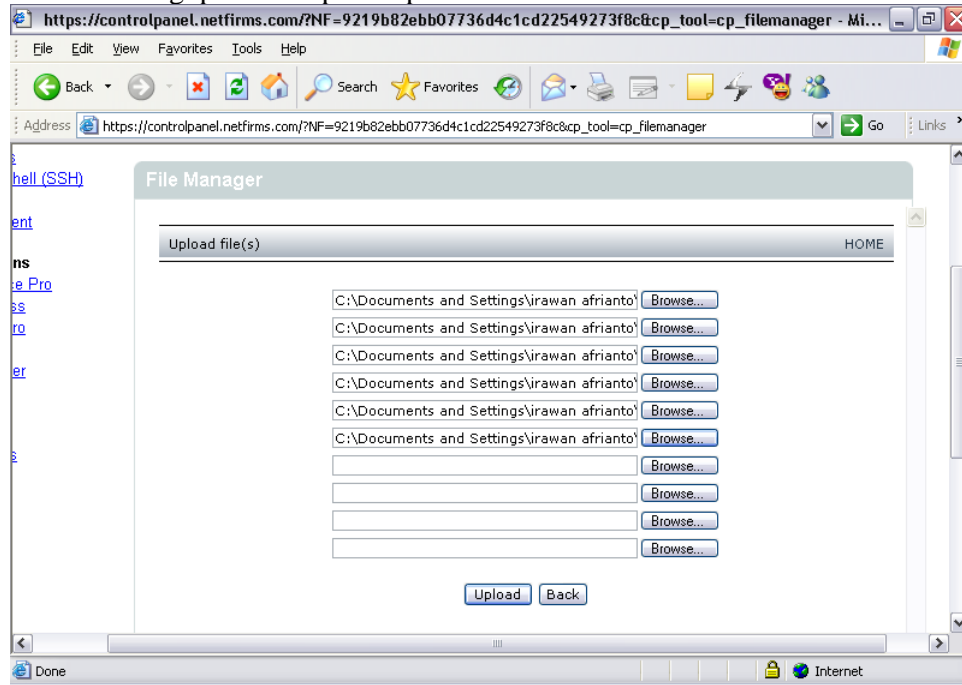 https://controlpanel.netfirms.com/?NF=9219b82ebb07736d4c1cd22549273f8c&cp_tool=cp_filemanager - Mi...
File Edit View Favorites Tools Help
Back Search Favorites
Address https://controlpanel.netfirms.com/?NF=9219b82ebb07736d4c1cd22549273f8c&cp_tool=cp_filemanager Go Links
s
hell (SSH)
File Manager
ent
Upload file(s) HOME
ns
e Pro
ss
ro
er
s
C:\Documents and Settings\irawan afrianto\ Browse...
C:\Documents and Settings\irawan afrianto\ Browse...
C:\Documents and Settings\irawan afrianto\ Browse...
C:\Documents and Settings\irawan afrianto\ Browse...
C:\Documents and Settings\irawan afrianto\ Browse...
C:\Documents and Settings\irawan afrianto\ Browse...
Browse...
Browse...
Browse...
Browse...
Upload Back
Done Internet